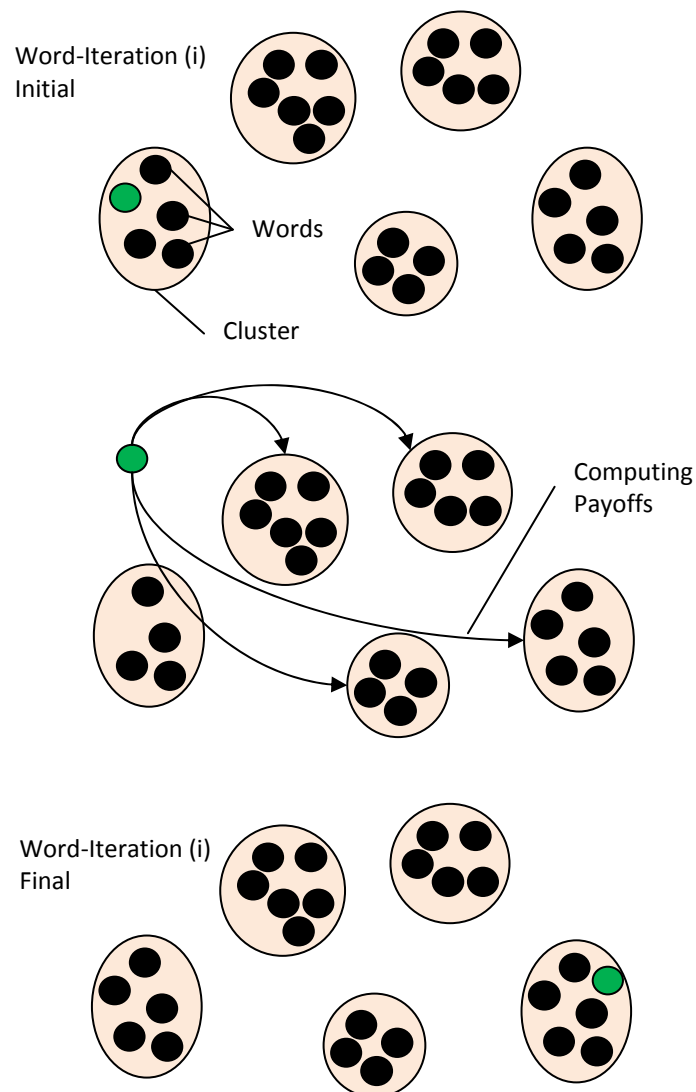 Word-Iteration (i)
Initial
Words
Cluster
Computing
Payoffs
Word-Iteration (i)
Final